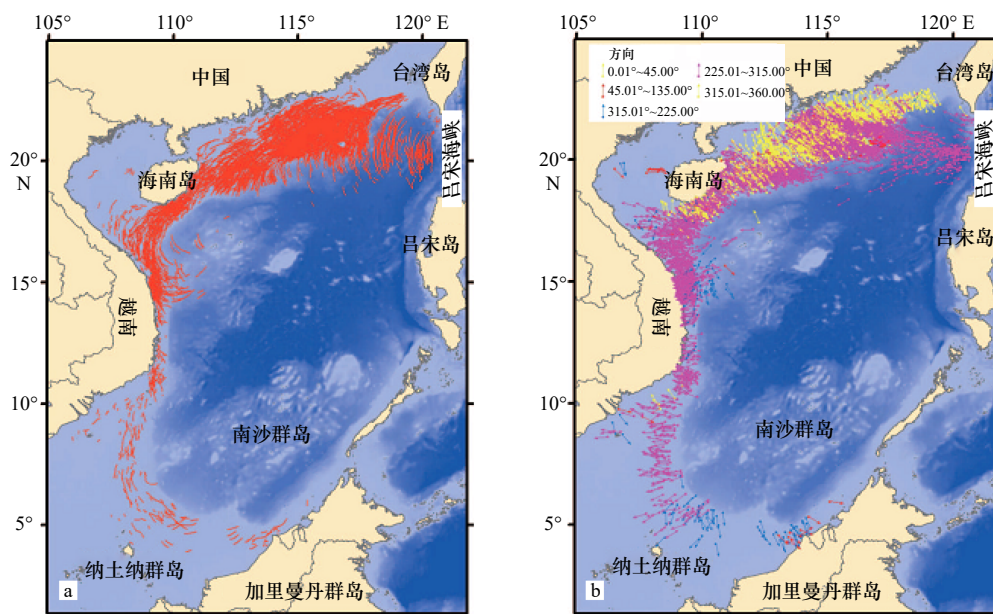 105°
110°
115°
120° E
20°
N
15°
10°
5°
中国
台湾岛
吕宋海峡
海南岛
吕宋岛
越南
南沙群岛
纳土纳群岛
加里曼丹群岛
a
105°
110°
115°
120° E
20°
N
15°
10°
5°
方向
0.01°~45.00°
225.01~315.00°
45.01°~135.00°
315.01~360.00°
315.01°~225.00°
中国
台湾岛
吕宋海峡
海南岛
吕宋岛
越南
南沙群岛
纳土纳群岛
加里曼丹群岛
b